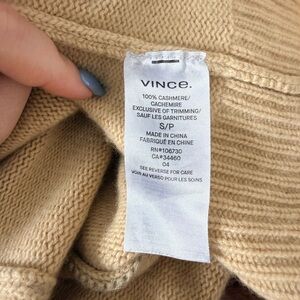 VINCE.
100% CASHMERE/
CACHEMIRE
EXCLUSIVE OF TRIMMING/
SAUF LES GARNITURES
S/P
MADE IN CHINA
FABRIQUÉ EN CHINE
RN#106730
CA#34460
04
SEE REVERSE FOR CARE
VOIR AU VERSO POUR LES SOINS